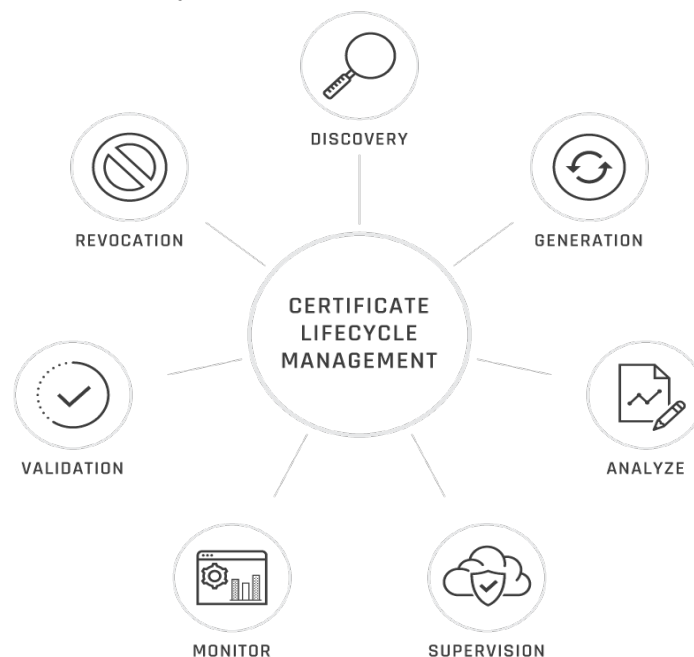 DISCOVERY
REVOCATION
GENERATION
CERTIFICATE
LIFECYCLE
MANAGEMENT
VALIDATION
ANALYZE
MONITOR
SUPERVISION